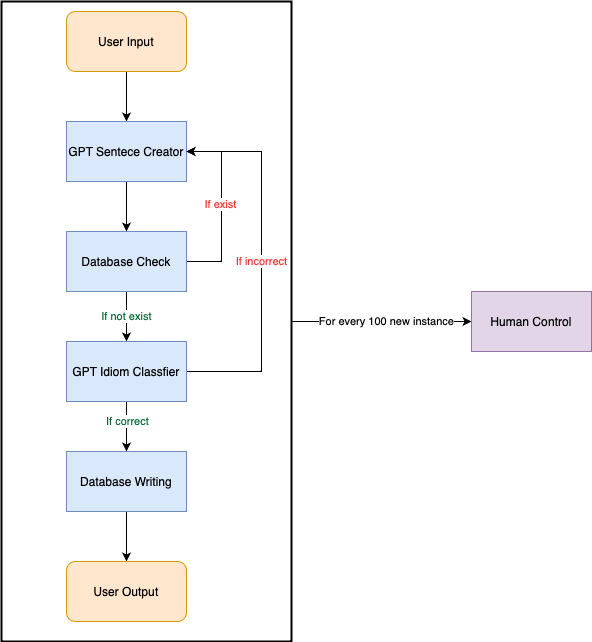 User Input
GPT Sentece Creator
If exist
Database Check
If incorrect
If not exist
For every 100 new instance
Human Control
GPT Idiom Classfier
If correct
Database Writing
User Output